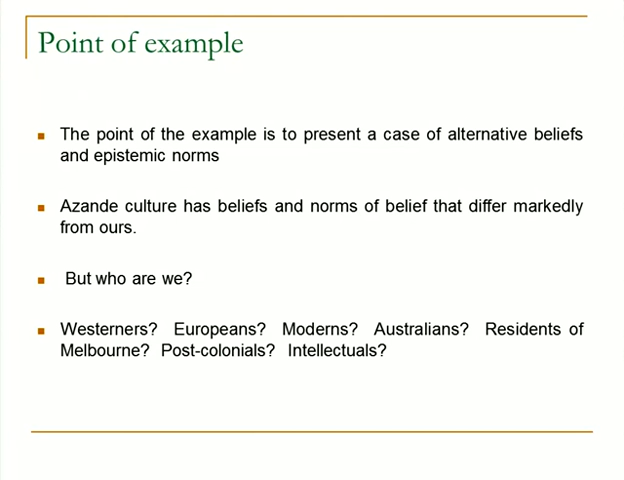 Point of example
The point of the example is to present a case of alternative beliefs
and epistemic norms
Azande culture has beliefs and norms of belief that differ markedly
from ours.
But who are we?
Westerners? Europeans? Moderns? Australians? Residents of
Melbourne? Post-colonials? Intellectuals?